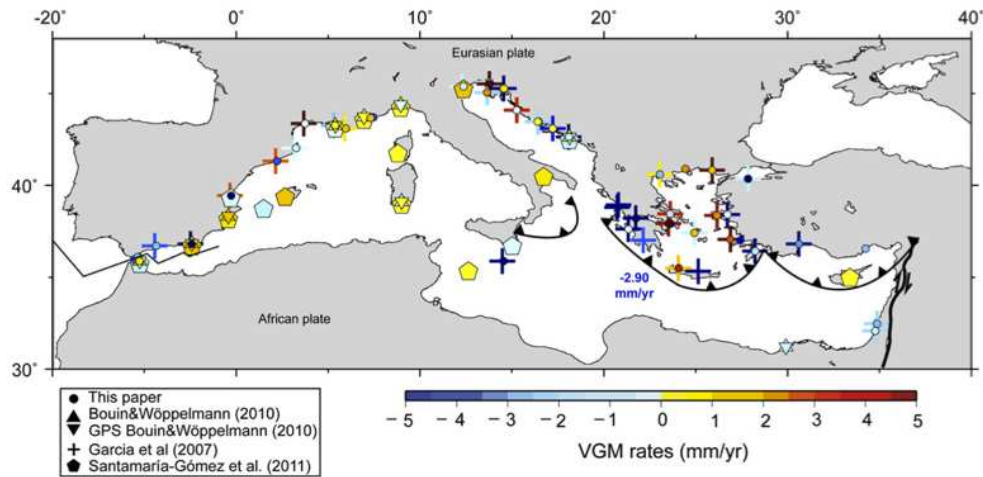 -20° 0° 10° 20° 30° 40°
Eurasian plate
40°
-2.90
mm/yr
African plate
30°
This paper
Bouin&Wöppelmann (2010)
GPS Bouin&Wöppelmann (2010)
Garcia et al (2007)
Santamaría-Gómez et al. (2011)
−5 −4 −3 −2 −1 0 1 2 3 4 5
VGM rates (mm/yr)